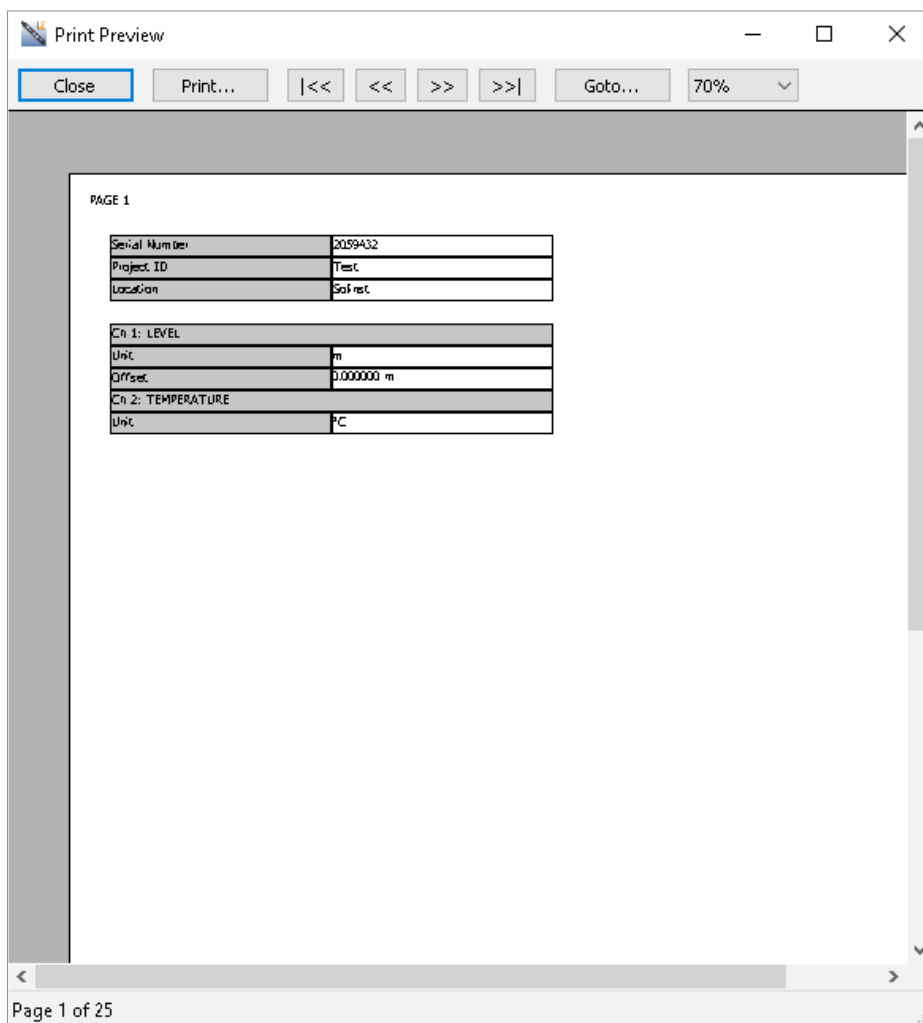 Print Preview
Close Print... |<< << >> >>| Goto... 70%
PAGE 1
Serial Number 2059432
Project ID Test
Location Solinst
Ch 1: LEVEL
Unit m
Offset 0.000000 m
Ch 2: TEMPERATURE
Unit °C
Page 1 of 25